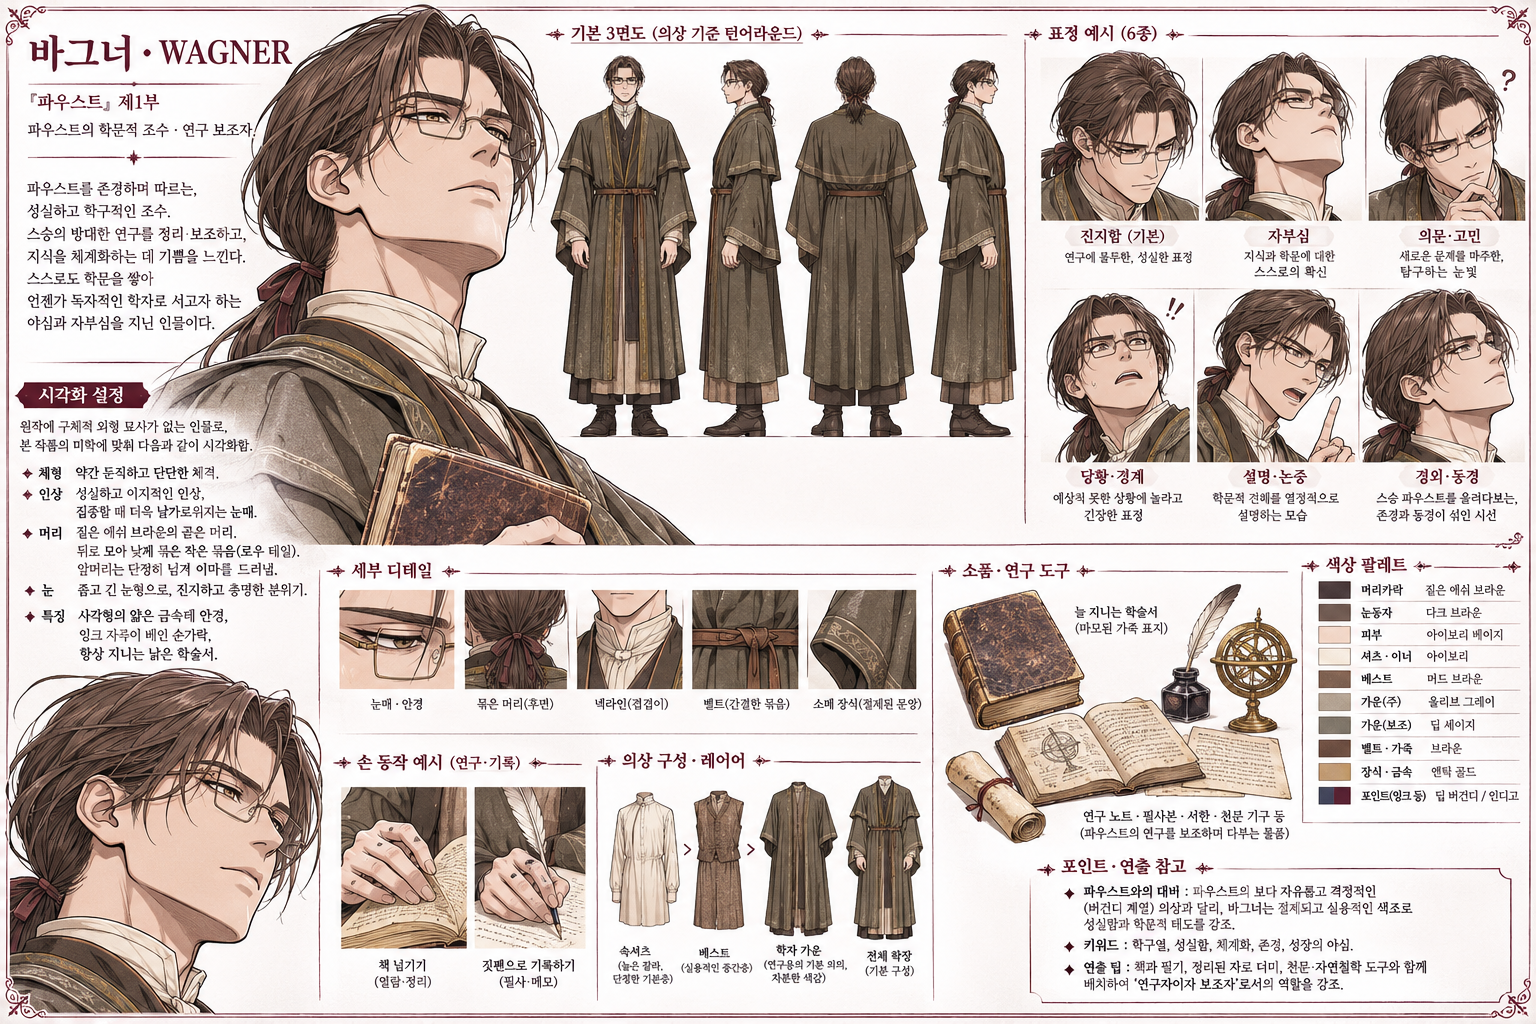 바그너 · WAGNER
『파우스트』 제1부
파우스트의 학문적 조수 · 연구 보조자.
파우스트를 존경하며 따르는,
성실하고 학구적인 조수.
스승의 방대한 연구를 정리·보조하고,
지식을 체계화하는 데 기쁨을 느낀다.
스스로도 학문을 쌓아
언젠가 독자적인 학자로 서고자 하는
야심과 자부심을 지닌 인물이다.
시각화 설정
원작에 구체적 외형 묘사가 없는 인물로,
본 작품의 미학에 맞춰 다음과 같이 시각화함.
체형 약간 둔직하고 단단한 체격.
인상 성실하고 이지적인 인상,
집중할 때 더욱 날카로워지는 눈매.
머리 짙은 애쉬 브라운의 곧은 머리.
뒤로 모아 낮게 묶은 작은 묶음(로우 테일).
앞머리는 단정히 넘겨 이마를 드러냄.
눈 좁고 긴 눈형으로, 진지하고 총명한 분위기.
특징 사각형의 얇은 금속테 안경,
잉크 자국이 베인 손가락,
항상 지니는 낡은 학술서.
기본 3면도 (의상 기준 턴어라운드)
표정 예시 (6종)
?
진지함 (기본)
연구에 몰두한, 성실한 표정
자부심
지식과 학문에 대한
스스로의 확신
의문·고민
새로운 문제를 마주한,
탐구하는 눈빛
!!
당황·경계
예상치 못한 상황에 놀라고
긴장한 표정
설명·논중
학문적 견해를 열정적으로
설명하는 모습
경외·동경
스승 파우스트를 올려다보는,
존경과 동경이 섞인 시선
세부 디테일
눈매 · 안경
묶은 머리(후면)
넥라인(접겹이)
벨트(간결한 묶음)
소매 장식(절제된 문양)
손 동작 예시 (연구·기록)
책 넘기기
(열람·정리)
깃펜으로 기록하기
(필사·메모)
의상 구성 · 레이어
속셔츠
(높은 칼라,
단정한 기본층)
베스트
(실용적인 중간층)
학자 가운
(연구용의 기본 의의,
차분한 색감)
전체 착장
(기본 구성)
소품 · 연구 도구
늘 지니는 학술서
(마모된 가죽 표지)
연구 노트 · 필사본 · 서한 · 천문 기구 등
(파우스트의 연구를 보조하며 다루는 물품)
색상 팔레트
머리카락 짙은 애쉬 브라운
눈동자 다크 브라운
피부 아이보리 베이지
셔츠 · 이너 아이보리
베스트 머드 브라운
가운(주) 올리브 그레이
가운(보조) 딥 세이지
벨트 · 가죽 브라운
장식 · 금속 앤틱 골드
포인트(잉크 등) 딥 버건디 / 인디고
포인트 · 연출 참고
파우스트와의 대비 : 파우스트의 보다 자유롭고 격정적인
(버건디 계열) 의상과 달리, 바그너는 절제되고 실용적인 색조로
성실함과 학문적 태도를 강조.
키워드 : 학구열, 성실함, 체계화, 존경, 성장의 야심.
연출 팁 : 책과 필기, 정리된 자료 더미, 천문·자연철학 도구와 함께
배치하여 '연구자이자 보조자'로서의 역할을 강조.